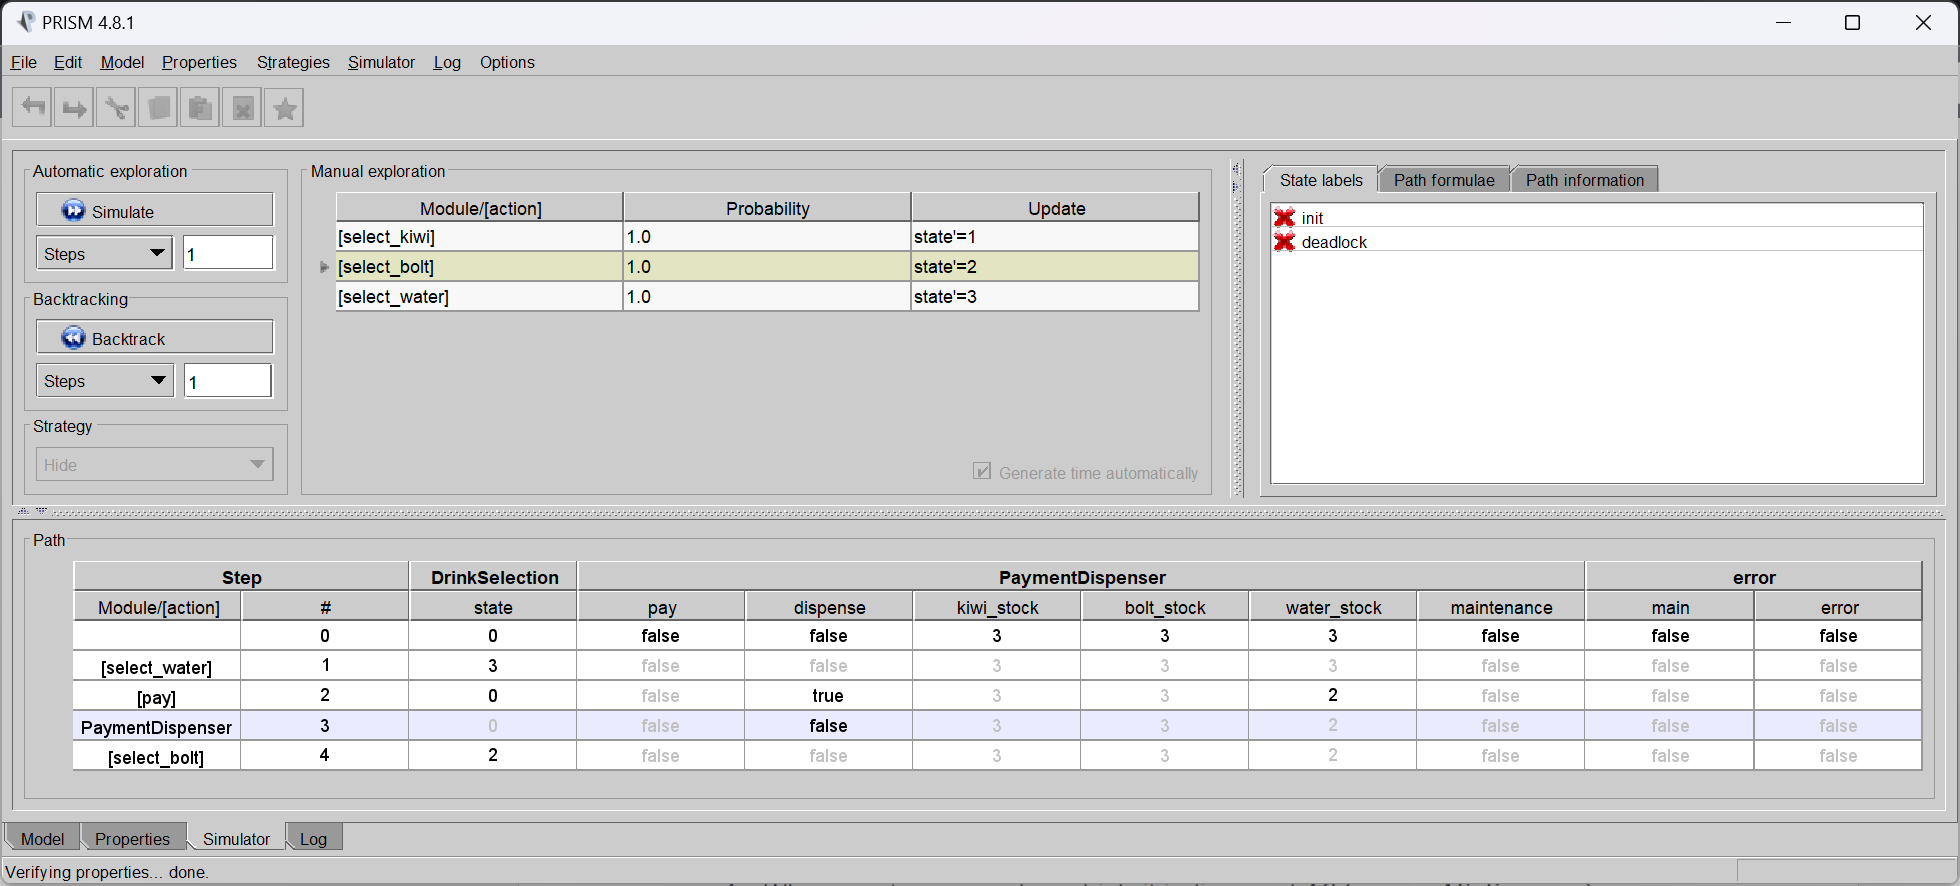 PRISM 4.8.1
File Edit Model Properties Strategies Simulator Log Options
Automatic exploration
Simulate
Steps 1
Backtracking
Backtrack
Steps 1
Strategy
Hide
Manual exploration
Module/[action] Probability Update
[select_kiwi] 1.0 state'=1
[select_bolt] 1.0 state'=2
[select_water] 1.0 state'=3
Generate time automatically
State labels Path formulae Path information
init
deadlock
Path
Step DrinkSelection PaymentDispenser error
Module/[action] # state pay dispense kiwi_stock bolt_stock water_stock maintenance main error
0 0 false false 3 3 3 false false false
[select_water] 1 3 false false 3 3 3 false false false
[pay] 2 0 false true 3 3 2 false false false
PaymentDispenser 3 0 false false 3 3 2 false false false
[select_bolt] 4 2 false false 3 3 2 false false false
Model Properties Simulator Log
Verifying properties... done.